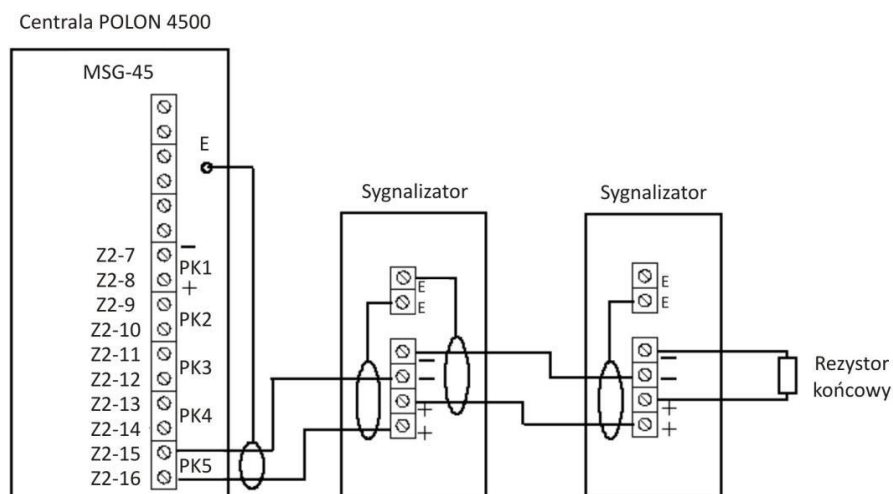 Centrala POLON 4500
MSG-45
E
Sygnalizator
Sygnalizator
Z2-7
−
PK1
Z2-8
+
Z2-9
PK2
Z2-10
Z2-11
PK3
Z2-12
Z2-13
PK4
Z2-14
Z2-15
PK5
Z2-16
E
E
−
−
+
+
E
E
−
−
+
+
Rezystor
końcowy